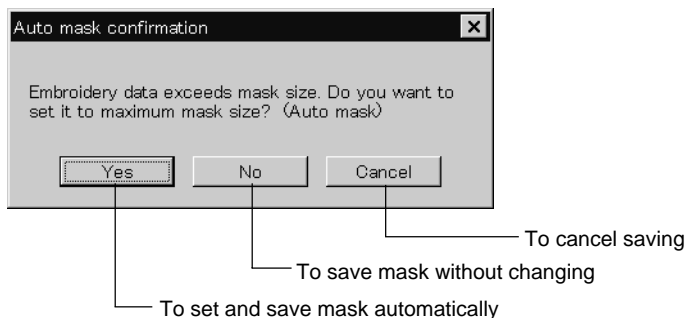 Auto mask confirmation
Embroidery data exceeds mask size. Do you want to
set it to maximum mask size? (Auto mask)
Yes No Cancel
To cancel saving
To save mask without changing
To set and save mask automatically